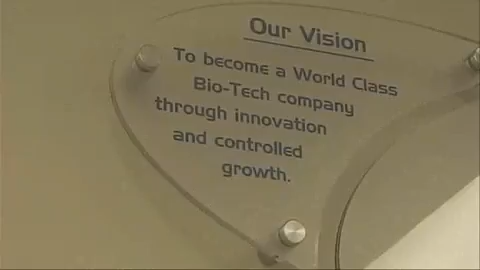 Our Vision
To become a World Class
Bio-Tech company
through innovation
and controlled
growth.